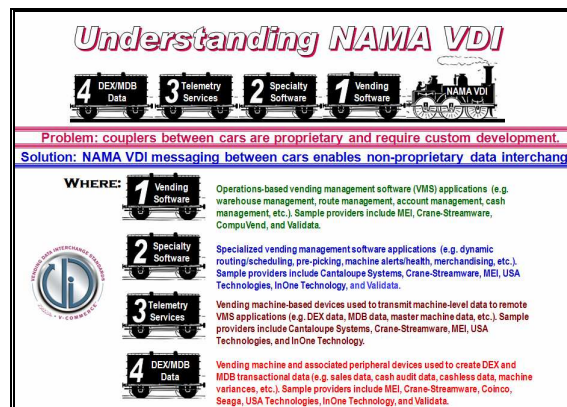 Understanding NAMA VDI
4 DEX/MDB Data
3 Telemetry Services
2 Specialty Software
1 Vending Software
NAMA VDI
Problem: couplers between cars are proprietary and require custom development.
Solution: NAMA VDI messaging between cars enables non-proprietary data interchang
WHERE:
1 Vending Software
Operations-based vending management software (VMS) applications (e.g.
warehouse management, route management, account management, cash
management, etc.). Sample providers include MEI, Crane-Streamware,
CompuVend, and Validata.
2 Specialty Software
Specialized vending management software applications (e.g. dynamic
routing/scheduling, pre-picking, machine alerts/health, merchandising, etc.).
Sample providers include Cantaloupe Systems, Crane-Streamware, MEI, USA
Technologies, InOne Technology, and Validata.
VENDING DATA INTERCHANGE STANDARDS
V-COMMERCE
3 Telemetry Services
Vending machine-based devices used to transmit machine-level data to remote
VMS applications (e.g. DEX data, MDB data, master machine data, etc.). Sample
providers include Cantaloupe Systems, Crane-Streamware, MEI, USA
Technologies, and InOne Technology.
4 DEX/MDB Data
Vending machine and associated peripheral devices used to create DEX and
MDB transactional data (e.g. sales data, cash audit data, cashless data, machine
variances, etc.). Sample providers include MEI, Crane-Streamware, Coinco,
Seaga, USA Technologies, InOne Technology, and Validata.